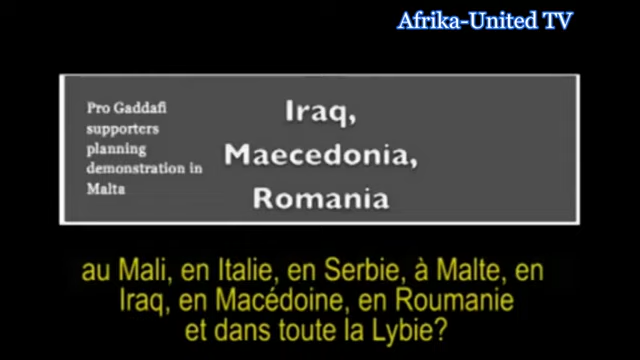 Afrika-United TV
Pro Gaddafi
supporters
planning
demonstration in
Malta
Iraq,
Maecedonia,
Romania
au Mali, en Italie, en Serbie, à Malte, en
Iraq, en Macédoine, en Roumanie
et dans toute la Lybie?